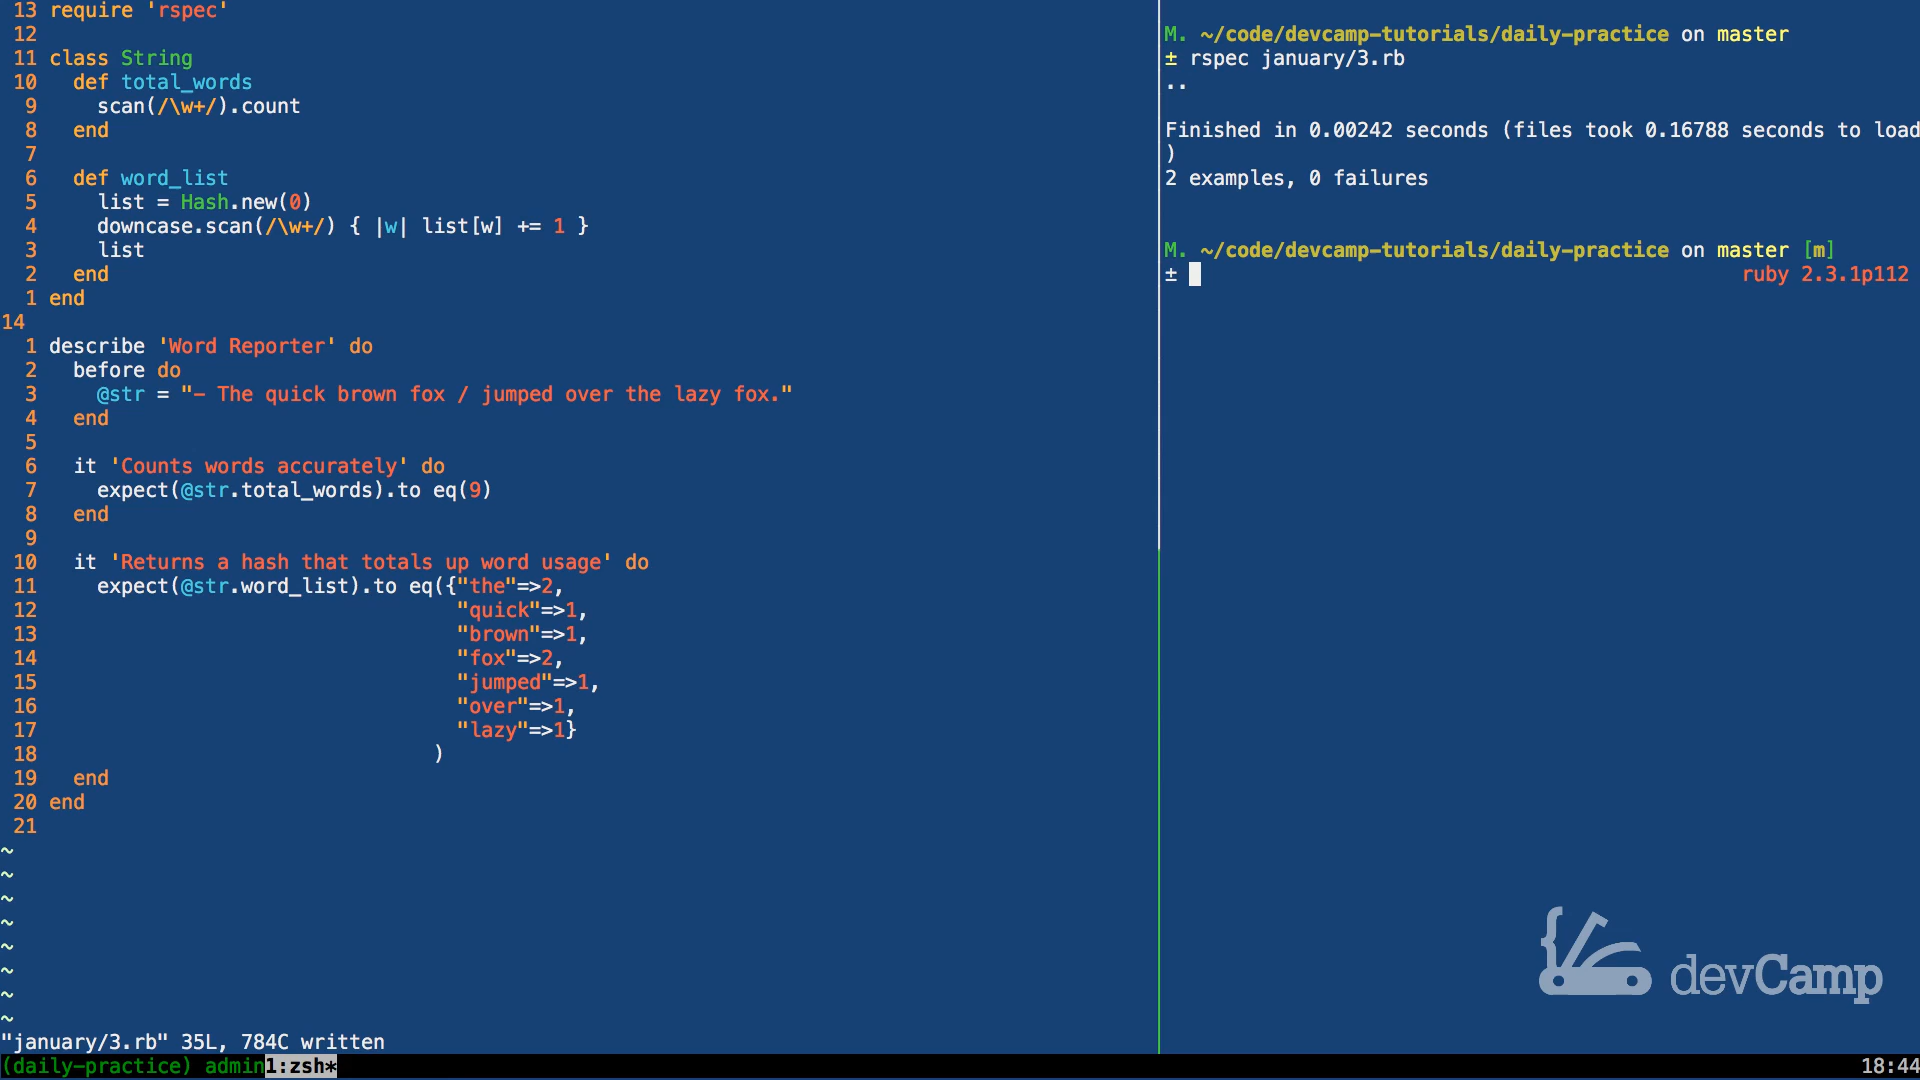 13 require 'rspec'
12
11 class String
10   def total_words
9     scan(/\w+/).count
8   end
7
6   def word_list
5     list = Hash.new(0)
4     downcase.scan(/\w+/) { |w| list[w] += 1 }
3     list
2   end
1 end
14
1 describe 'Word Reporter' do
2   before do
3     @str = "- The quick brown fox / jumped over the lazy fox."
4   end
5
6   it 'Counts words accurately' do
7     expect(@str.total_words).to eq(9)
8   end
9
10   it 'Returns a hash that totals up word usage' do
11     expect(@str.word_list).to eq({"the"=>2,
12                                   "quick"=>1,
13                                   "brown"=>1,
14                                   "fox"=>2,
15                                   "jumped"=>1,
16                                   "over"=>1,
17                                   "lazy"=>1}
18                                 )
19   end
20 end
21
~
~
~
~
~
~
~
~
"january/3.rb" 35L, 784C written
M. ~/code/devcamp-tutorials/daily-practice on master
± rspec january/3.rb
..
Finished in 0.00242 seconds (files took 0.16788 seconds to load
)
2 examples, 0 failures
M. ~/code/devcamp-tutorials/daily-practice on master [m]
± ruby 2.3.1p112
devCamp
(daily-practice) admin1:zsh* 18:44